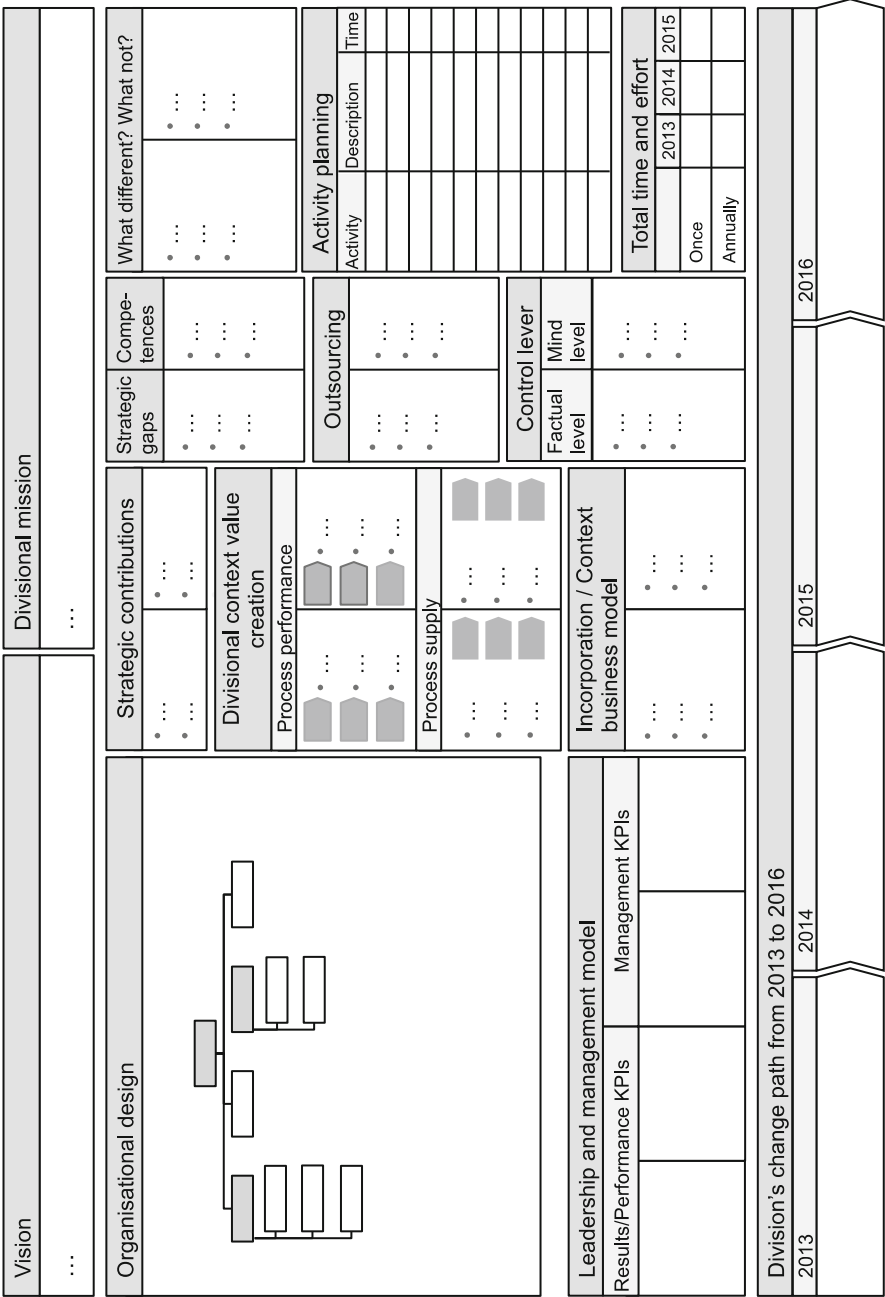 Vision
…
Divisional mission
…
Organisational design
Strategic contributions
• …
• …
• …
• …
Strategic
gaps
Compe-
tences
• …
• …
• …
• …
• …
• …
What different? What not?
• …
• …
• …
• …
• …
• …
Divisional context value
creation
Process performance
• …
• …
• …
• …
• …
• …
Process supply
• …
• …
• …
• …
• …
• …
Outsourcing
• …
• …
• …
• …
• …
• …
Activity planning
Activity
Description
Time
Leadership and management model
Results/Performance KPIs
Management KPIs
Incorporation / Context
business model
• …
• …
• …
• …
• …
• …
Control lever
Factual
level
Mind
level
• …
• …
• …
• …
• …
• …
Total time and effort
2013
2014
2015
Once
Annually
Division's change path from 2013 to 2016
2013
2014
2015
2016